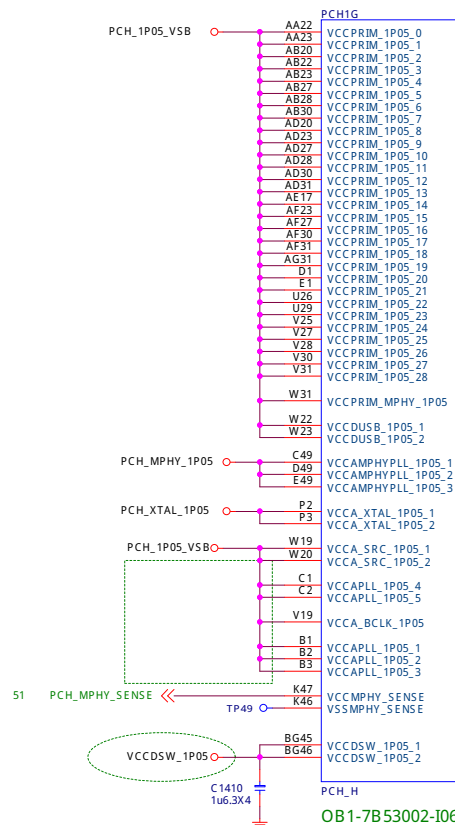 PCH1G
PCH_1P05_VSB
AA22 VCCPRIM_1P05_0
AA23 VCCPRIM_1P05_1
AB20 VCCPRIM_1P05_2
AB22 VCCPRIM_1P05_3
AB23 VCCPRIM_1P05_4
AB27 VCCPRIM_1P05_5
AB28 VCCPRIM_1P05_6
AB30 VCCPRIM_1P05_7
AD20 VCCPRIM_1P05_8
AD23 VCCPRIM_1P05_9
AD27 VCCPRIM_1P05_10
AD28 VCCPRIM_1P05_11
AD30 VCCPRIM_1P05_12
AD31 VCCPRIM_1P05_13
AE17 VCCPRIM_1P05_14
AF23 VCCPRIM_1P05_15
AF27 VCCPRIM_1P05_16
AF30 VCCPRIM_1P05_17
AF31 VCCPRIM_1P05_18
AG31 VCCPRIM_1P05_19
D1 VCCPRIM_1P05_20
E1 VCCPRIM_1P05_21
U26 VCCPRIM_1P05_22
U29 VCCPRIM_1P05_23
V25 VCCPRIM_1P05_24
V27 VCCPRIM_1P05_25
V28 VCCPRIM_1P05_26
V30 VCCPRIM_1P05_27
V31 VCCPRIM_1P05_28
W31 VCCPRIM_MPHY_1P05
W22 VCCDUSB_1P05_1
W23 VCCDUSB_1P05_2
PCH_MPHY_1P05 C49 VCCAMPHYPLL_1P05_1
D49 VCCAMPHYPLL_1P05_2
E49 VCCAMPHYPLL_1P05_3
PCH_XTAL_1P05 P2 VCCA_XTAL_1P05_1
P3 VCCA_XTAL_1P05_2
PCH_1P05_VSB W19 VCCA_SRC_1P05_1
W20 VCCA_SRC_1P05_2
C1 VCCAPLL_1P05_4
C2 VCCAPLL_1P05_5
V19 VCCA_BCLK_1P05
B1 VCCAPLL_1P05_1
B2 VCCAPLL_1P05_2
B3 VCCAPLL_1P05_3
51 PCH_MPHY_SENSE K47 VCCMPHY_SENSE
TP49 K46 VSSMPHY_SENSE
BG45 VCCDSW_1P05_1
VCCDSW_1P05 BG46 VCCDSW_1P05_2
C1410
1u6.3X4
PCH_H
OB1-7B53002-I06